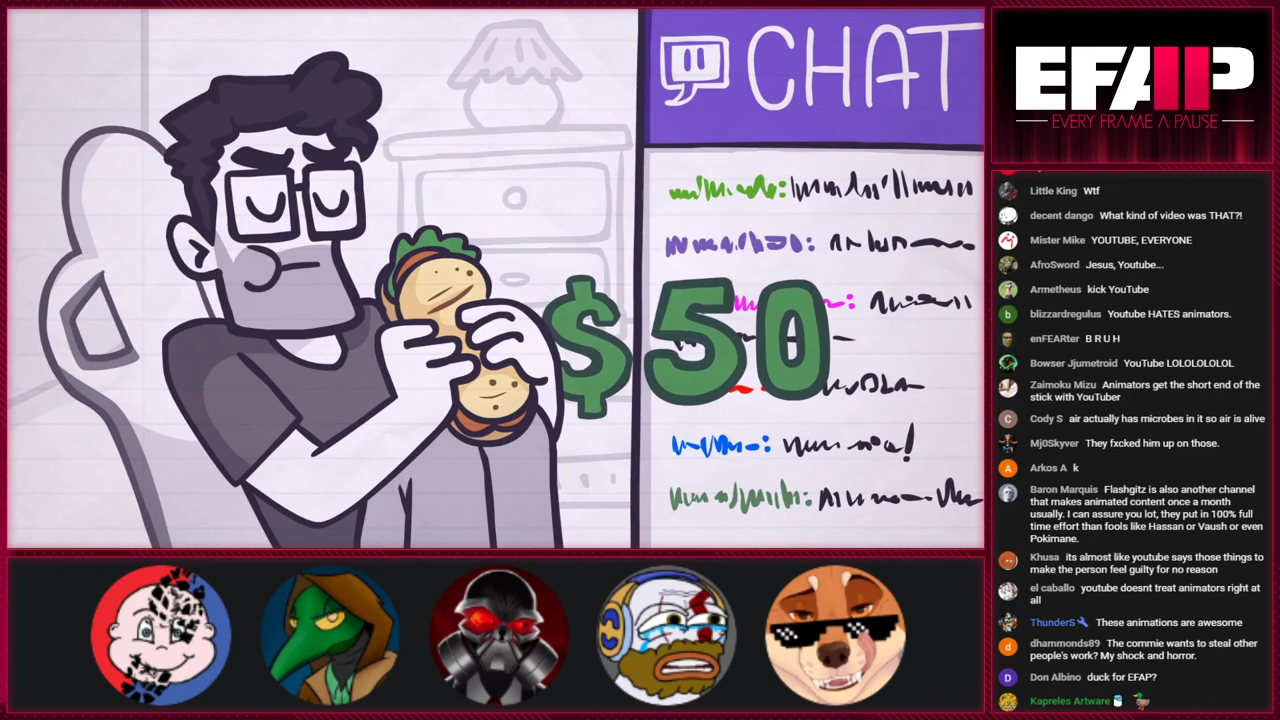 CHAT
$50
EFAP
EVERY FRAME A PAUSE
Little King Wtf
decent dango What kind of video was THAT?!
Mister Mike YOUTUBE, EVERYONE
AfroSword Jesus, Youtube...
Armetheus kick YouTube
b blizzardregulus Youtube HATES animators.
enFEARter B R U H
Bowser Jjumetroid YouTube LOLOLOLOLOL
Zaimoku Mizu Animators get the short end of the
stick with YouTuber
C Cody S air actually has microbes in it so air is alive
Mj0Skyver They fxcked him up on those.
A Arkos A k
Baron Marquis Flashgitz is also another channel
that makes animated content once a month
usually. I can assure you lot, they put in 100% full
time effort than fools like Hassan or Vaush or even
Pokimane.
Khusa its almost like youtube says those things to
make the person feel guilty for no reason
el caballo youtube doesnt treat animators right at
all
ThunderS These animations are awesome
d dhammonds89 The commie wants to steal other
people's work? My shock and horror.
D Don Albino duck for EFAP?
Kapreles Artware